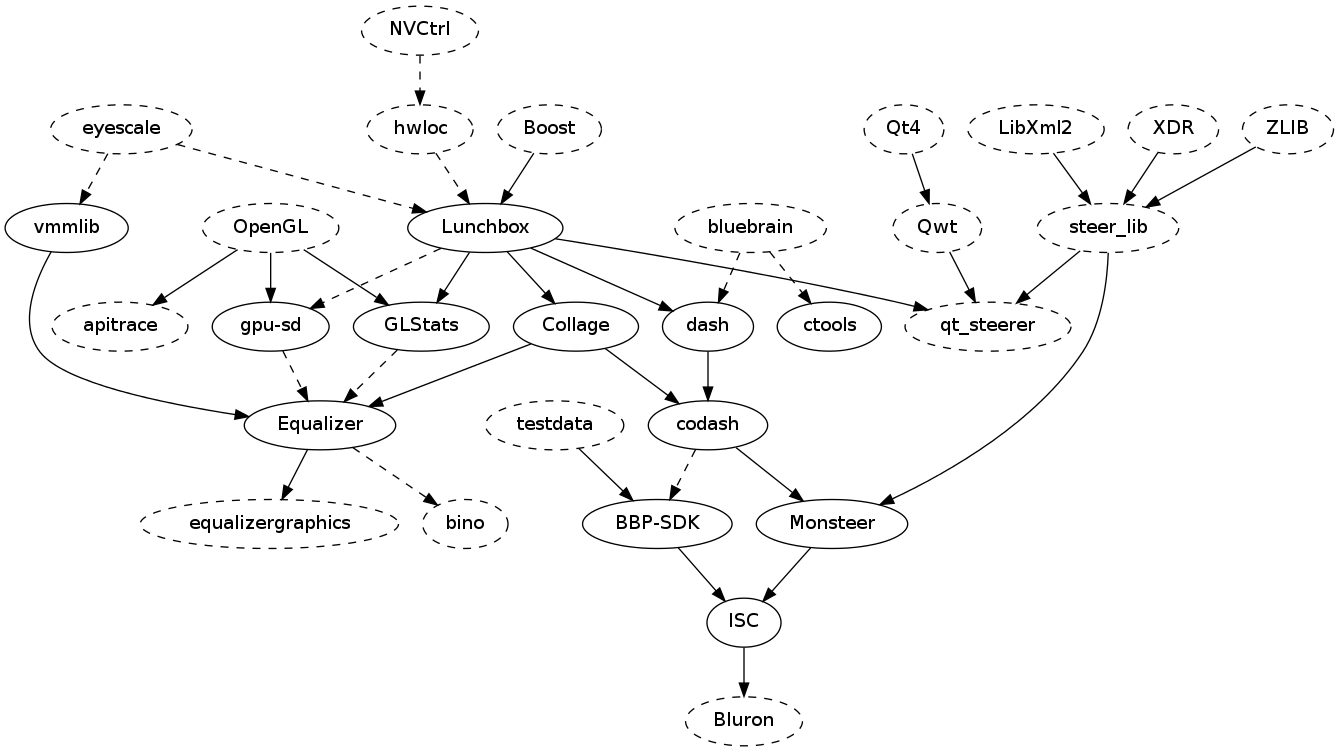 NVCtrl
eyescale
hwloc
Boost
Qt4
LibXml2
XDR
ZLIB
vmmlib
OpenGL
Lunchbox
bluebrain
Qwt
steer_lib
apitrace
gpu-sd
GLStats
Collage
dash
ctools
qt_steerer
Equalizer
testdata
codash
equalizergraphics
bino
BBP-SDK
Monsteer
ISC
Bluron